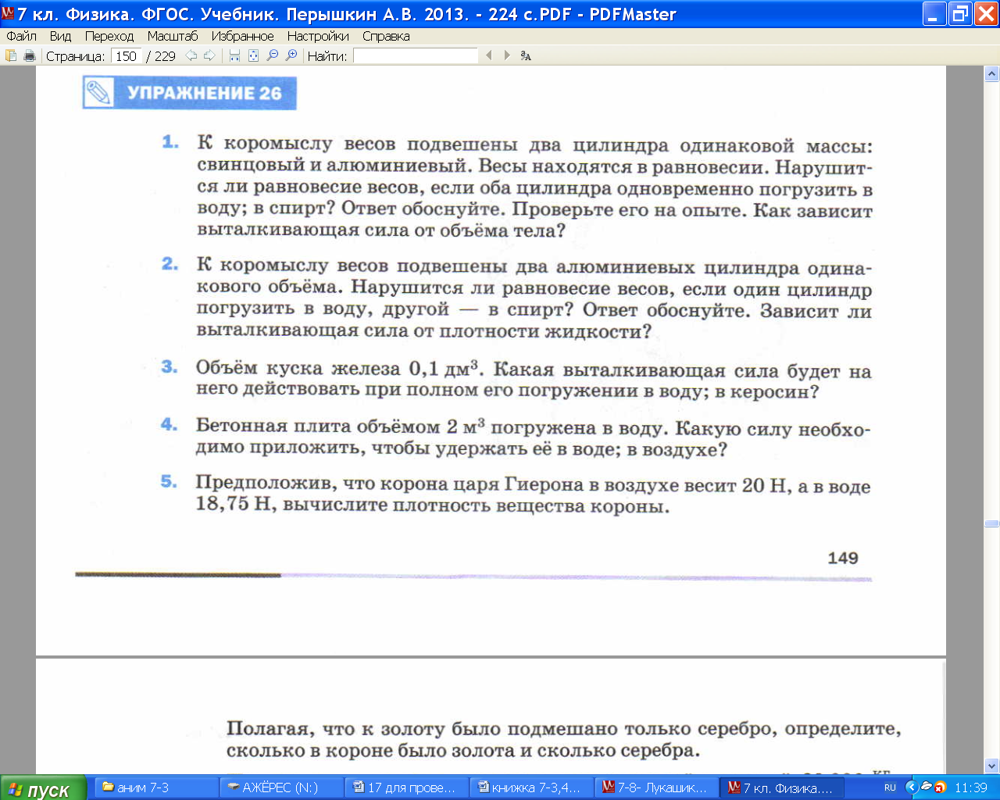 7 кл. Физика. ФГОС. Учебник. Перышкин А.В. 2013. - 224 с.PDF - PDFMaster
Файл Вид Переход Масштаб Избранное Настройки Справка
Страница: 150 / 229 Найти:
УПРАЖНЕНИЕ 26
1. К коромыслу весов подвешены два цилиндра одинаковой массы:
свинцовый и алюминиевый. Весы находятся в равновесии. Нарушит-
ся ли равновесие весов, если оба цилиндра одновременно погрузить в
воду; в спирт? Ответ обоснуйте. Проверьте его на опыте. Как зависит
выталкивающая сила от объёма тела?
2. К коромыслу весов подвешены два алюминиевых цилиндра одина-
кового объёма. Нарушится ли равновесие весов, если один цилиндр
погрузить в воду, другой — в спирт? Ответ обоснуйте. Зависит ли
выталкивающая сила от плотности жидкости?
3. Объём куска железа 0,1 дм³. Какая выталкивающая сила будет на
него действовать при полном его погружении в воду; в керосин?
4. Бетонная плита объёмом 2 м³ погружена в воду. Какую силу необхо-
димо приложить, чтобы удержать её в воде; в воздухе?
5. Предположив, что корона царя Гиерона в воздухе весит 20 Н, а в воде
18,75 Н, вычислите плотность вещества короны.
149
Полагая, что к золоту было подмешано только серебро, определите,
сколько в короне было золота и сколько серебра.
пуск аним 7-3 АЖЁРЕС (N:) 17 для прове... книжка 7-3,4... 7-8- Лукашик... 7 кл. Физика.... RU 11:39